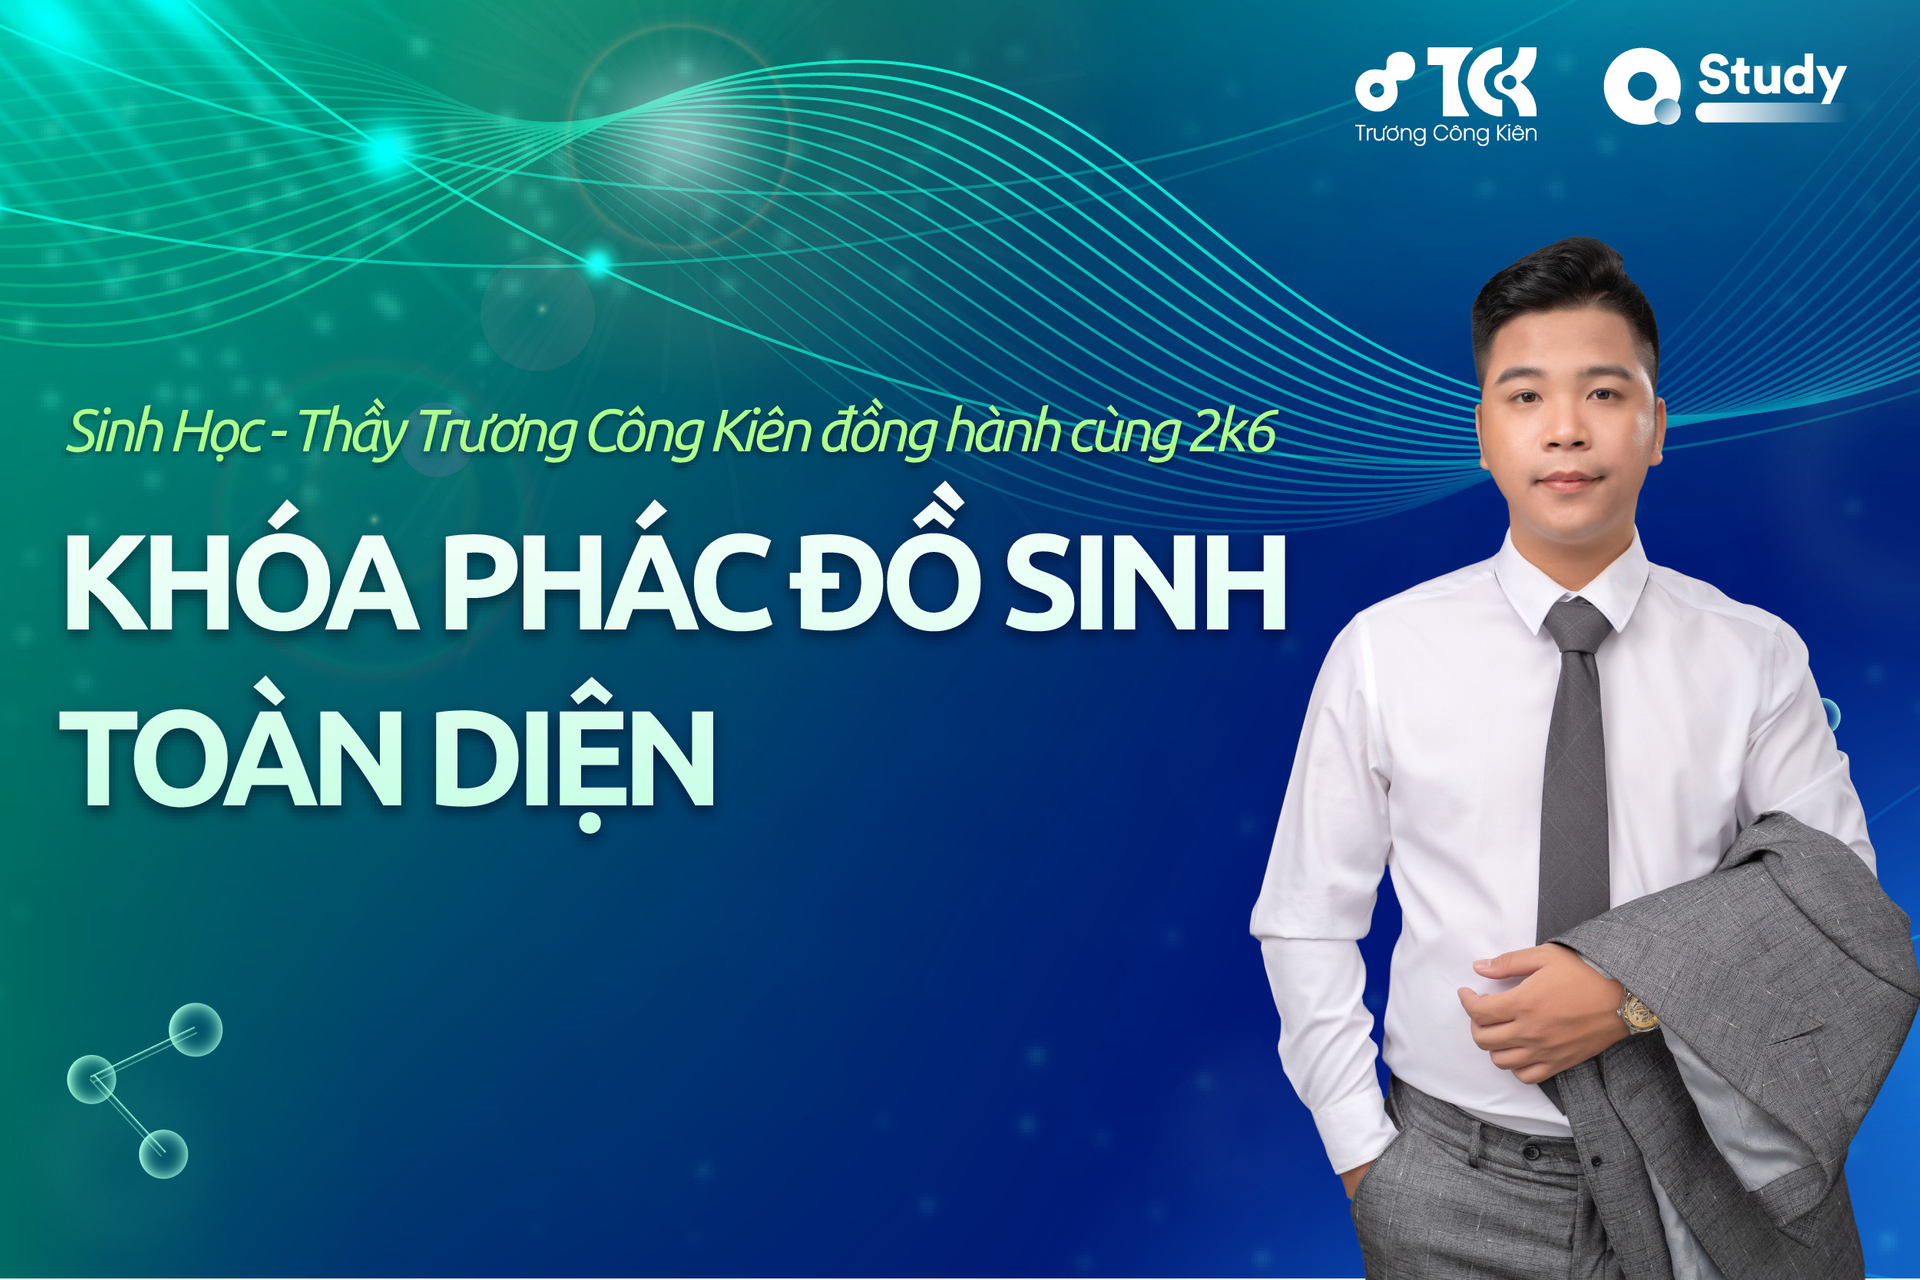 TCK
Trương Công Kiên
Study
Sinh Học - Thầy Trương Công Kiên đồng hành cùng 2k6
KHÓA PHÁC ĐỒ SINH
TOÀN DIỆN